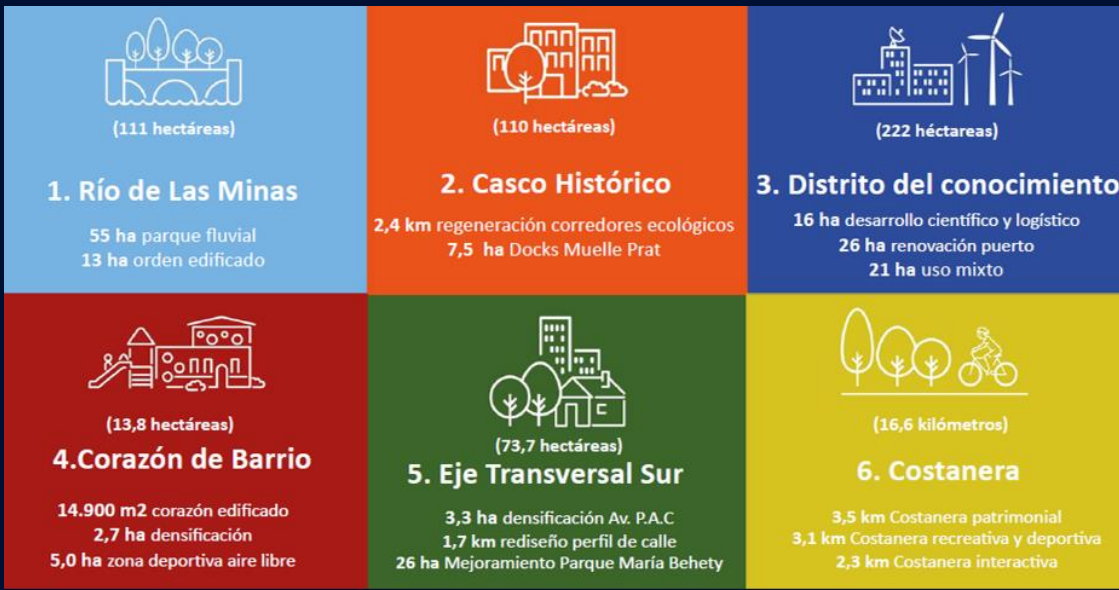 (111 hectáreas)
1. Río de Las Minas
55 ha parque fluvial
13 ha orden edificado
(110 hectáreas)
2. Casco Histórico
2,4 km regeneración corredores ecológicos
7,5 ha Docks Muelle Prat
(222 héctareas)
3. Distrito del conocimiento
16 ha desarrollo científico y logístico
26 ha renovación puerto
21 ha uso mixto
(13,8 hectáreas)
4.Corazón de Barrio
14.900 m2 corazón edificado
2,7 ha densificación
5,0 ha zona deportiva aire libre
(73,7 hectáreas)
5. Eje Transversal Sur
3,3 ha densificación Av. P.A.C
1,7 km rediseño perfil de calle
26 ha Mejoramiento Parque María Behety
(16,6 kilómetros)
6. Costanera
3,5 km Costanera patrimonial
3,1 km Costanera recreativa y deportiva
2,3 km Costanera interactiva